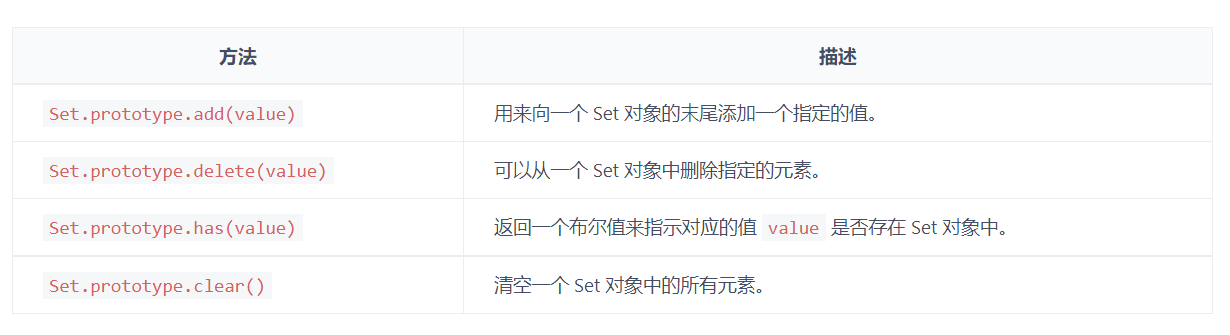 方法 描述
Set.prototype.add(value) 用来向一个 Set 对象的末尾添加一个指定的值。
Set.prototype.delete(value) 可以从一个 Set 对象中删除指定的元素。
Set.prototype.has(value) 返回一个布尔值来指示对应的值 value 是否存在 Set 对象中。
Set.prototype.clear() 清空一个 Set 对象中的所有元素。